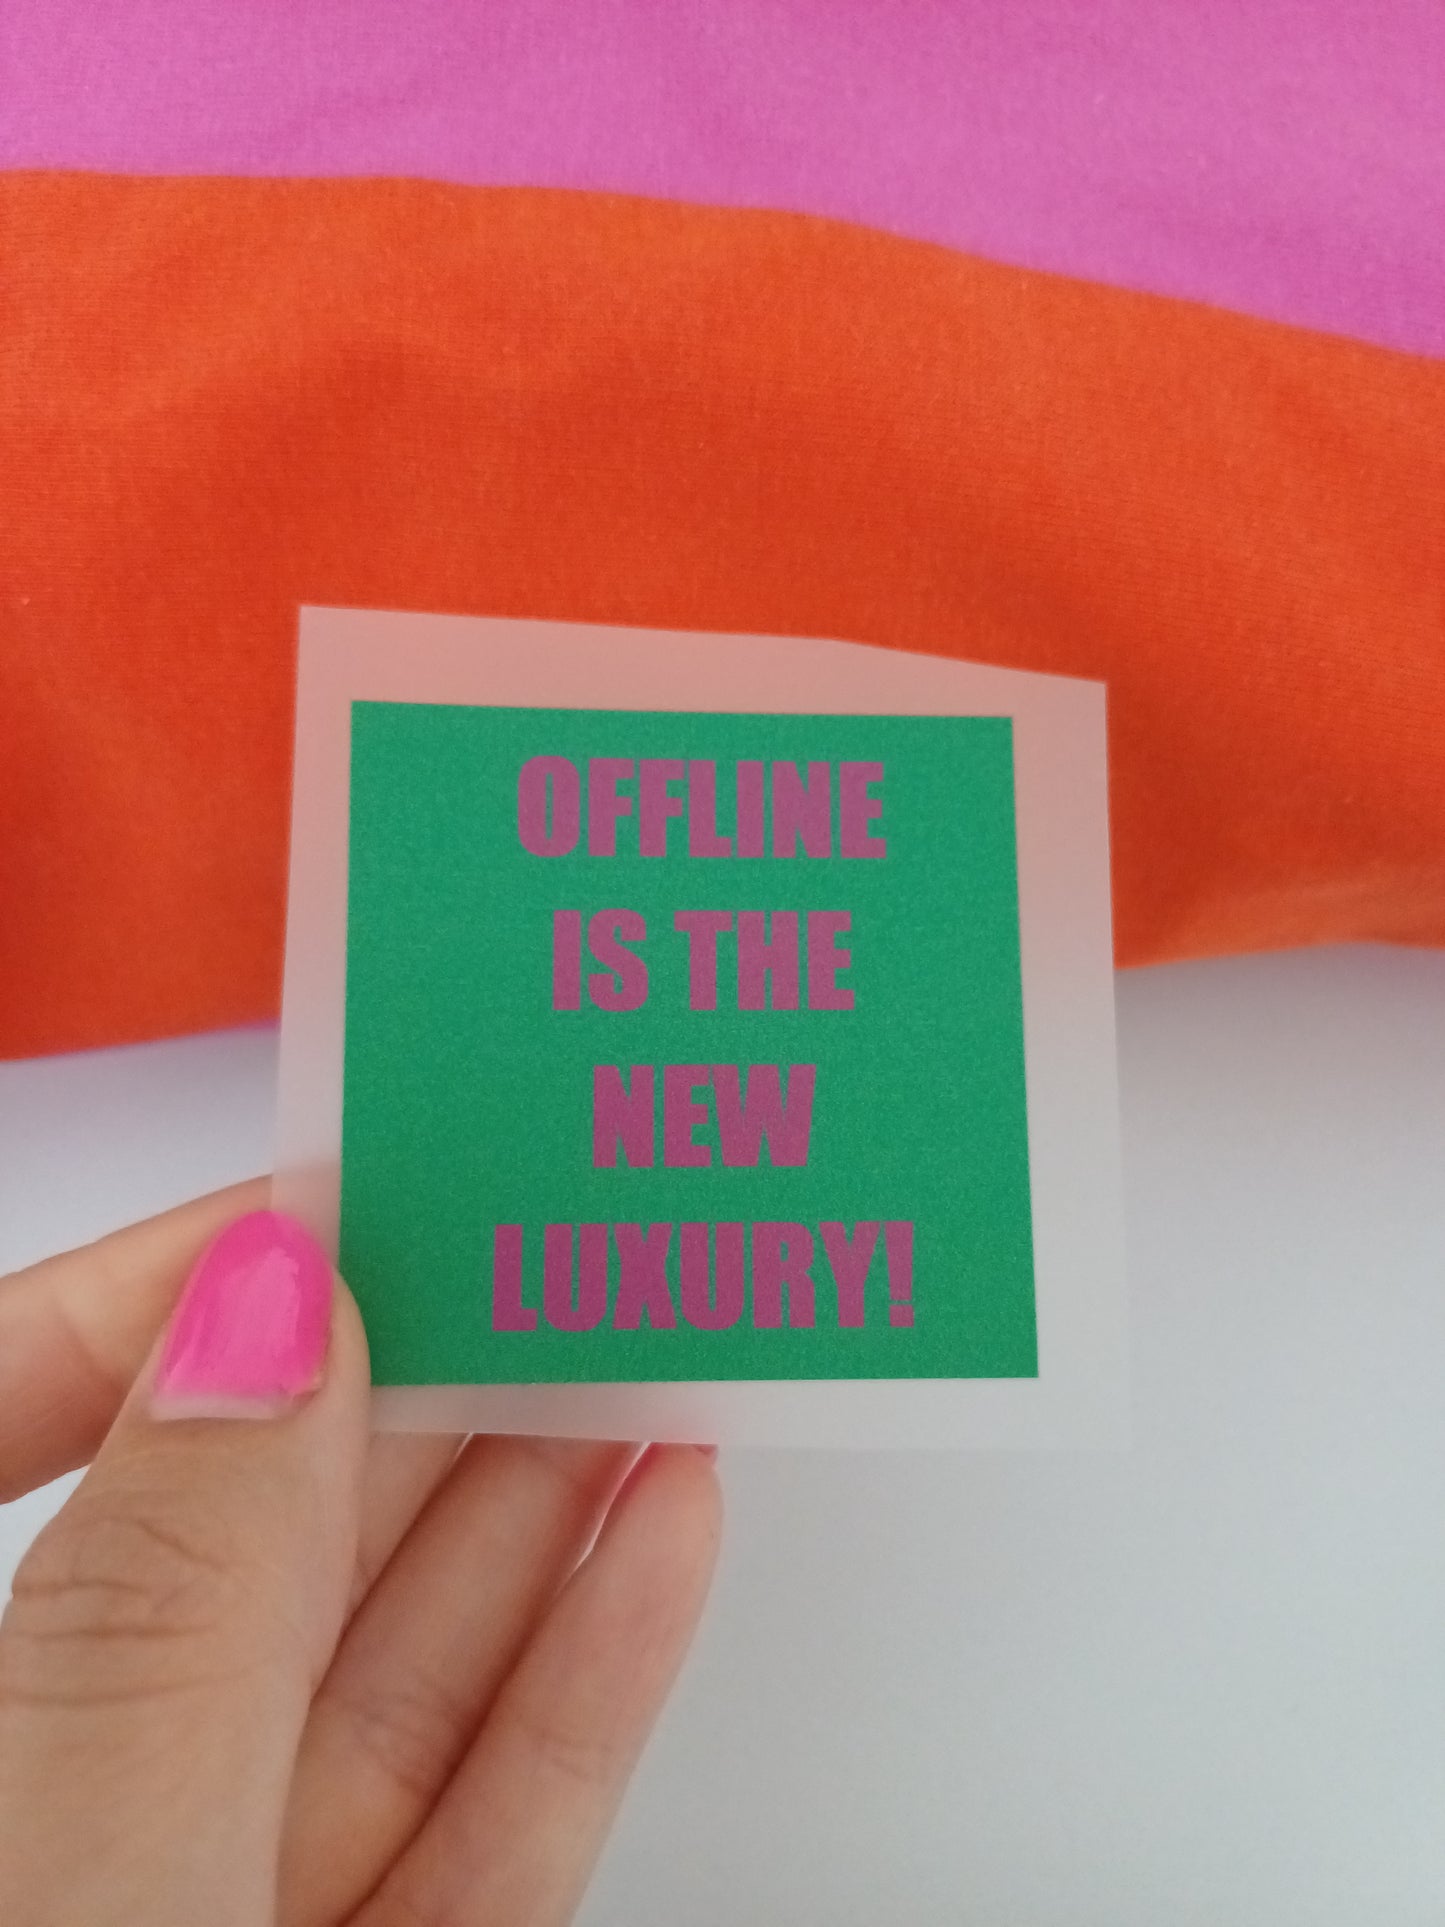 OFFLINE
IS THE
NEW
LUXURY!